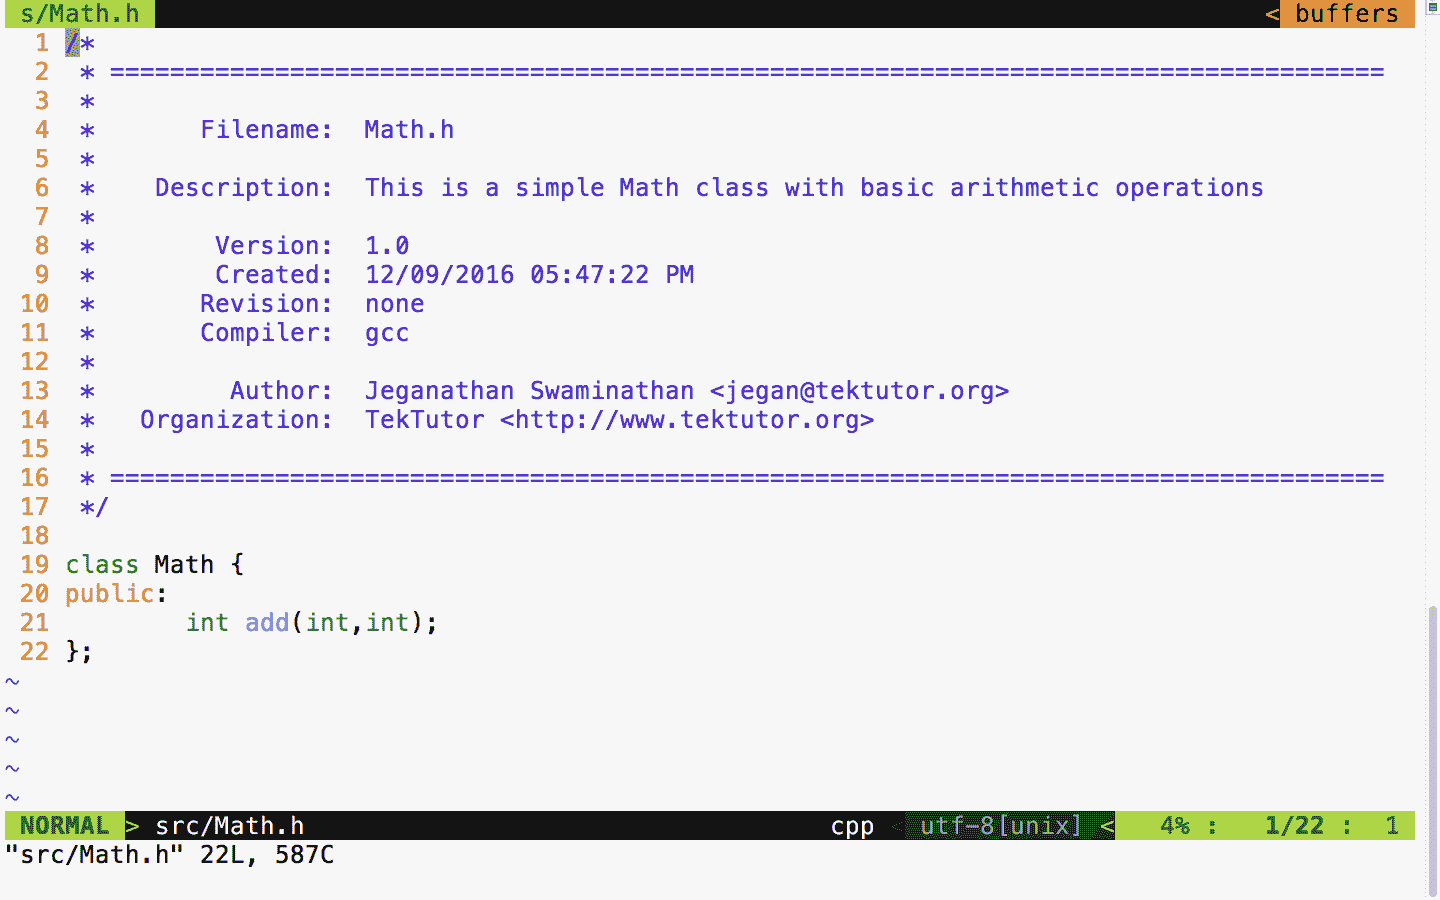 s/Math.h < buffers
1 /*
2  * =====================================================================================
3  *
4  *       Filename:  Math.h
5  *
6  *    Description:  This is a simple Math class with basic arithmetic operations
7  *
8  *        Version:  1.0
9  *        Created:  12/09/2016 05:47:22 PM
10  *       Revision:  none
11  *       Compiler:  gcc
12  *
13  *         Author:  Jeganathan Swaminathan <jegan@tektutor.org>
14  *   Organization:  TekTutor <http://www.tektutor.org>
15  *
16  * =====================================================================================
17  */
18
19 class Math {
20 public:
21         int add(int,int);
22 };
~
~
~
~
~
NORMAL > src/Math.h cpp < utf-8[unix] < 4% : 1/22 : 1
"src/Math.h" 22L, 587C